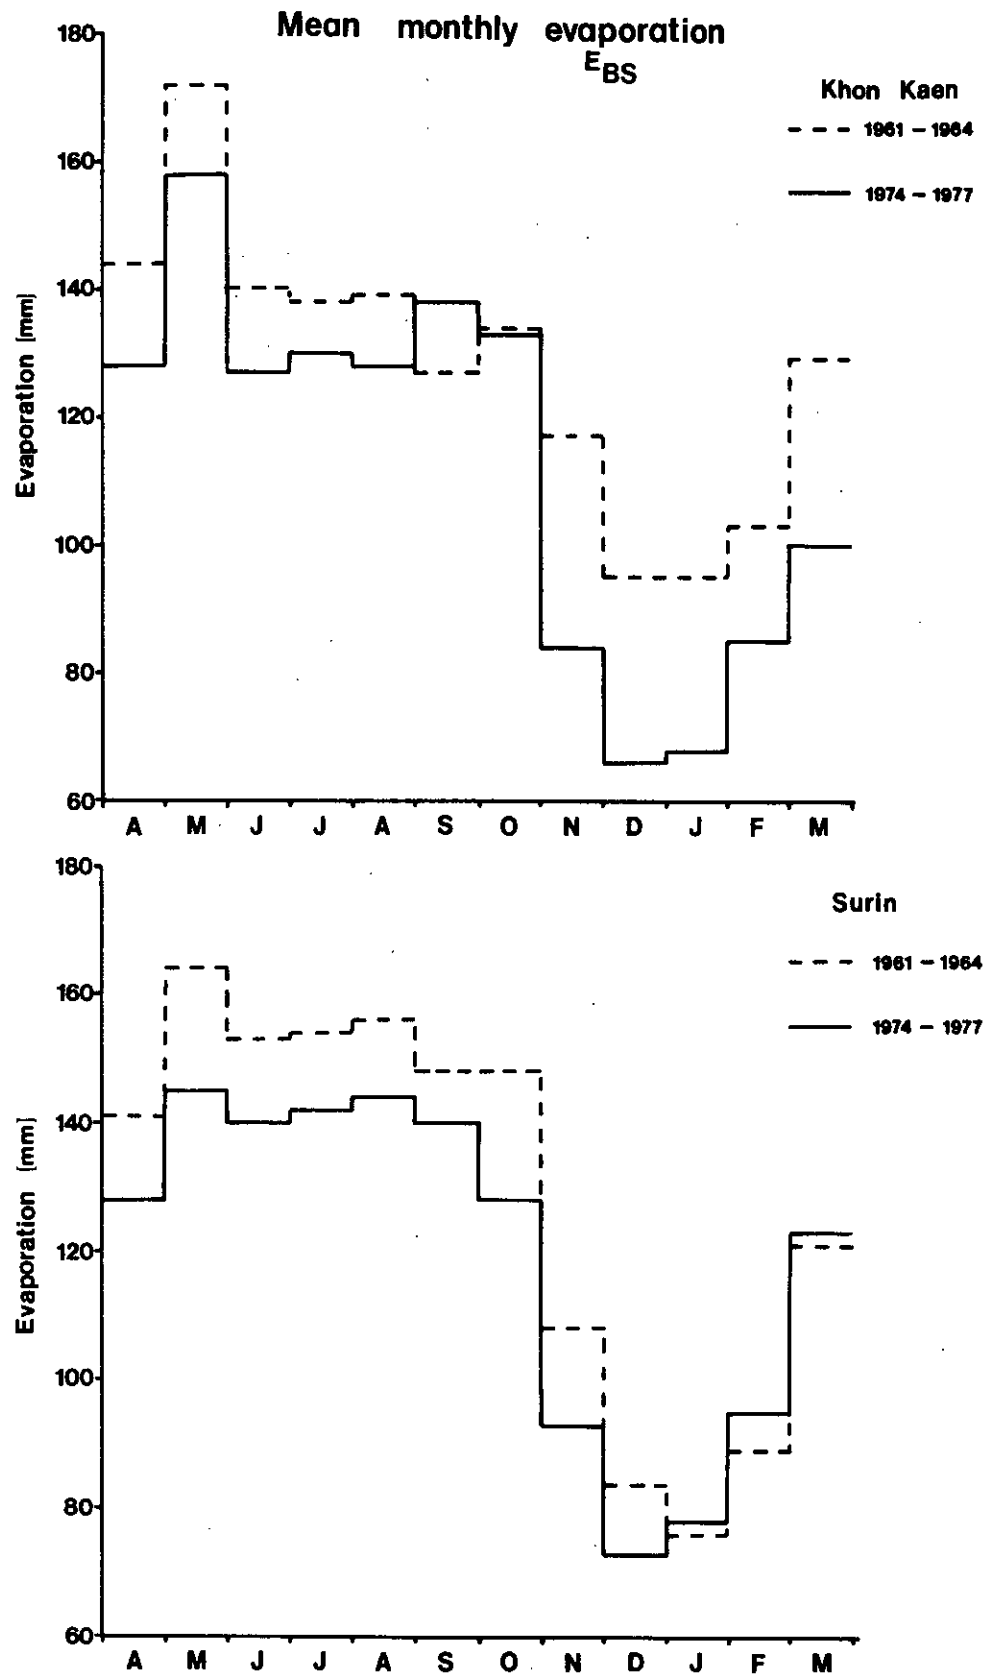 Mean monthly evaporation
EBS
Khon Kaen
1961 - 1964
1974 - 1977
Evaporation [mm]
180
160
140
120
100
80
60
A M J J A S O N D J F M
Surin
1961 - 1964
1974 - 1977
Evaporation [mm]
180
160
140
120
100
80
60
A M J J A S O N D J F M